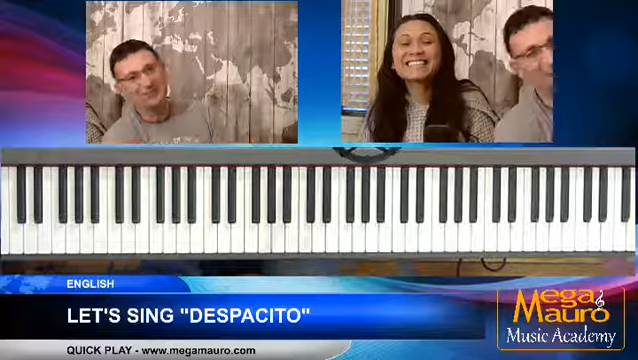 ENGLISH
LET'S SING "DESPACITO"
QUICK PLAY - www.megamauro.com
Mega
Mauro
Music Academy